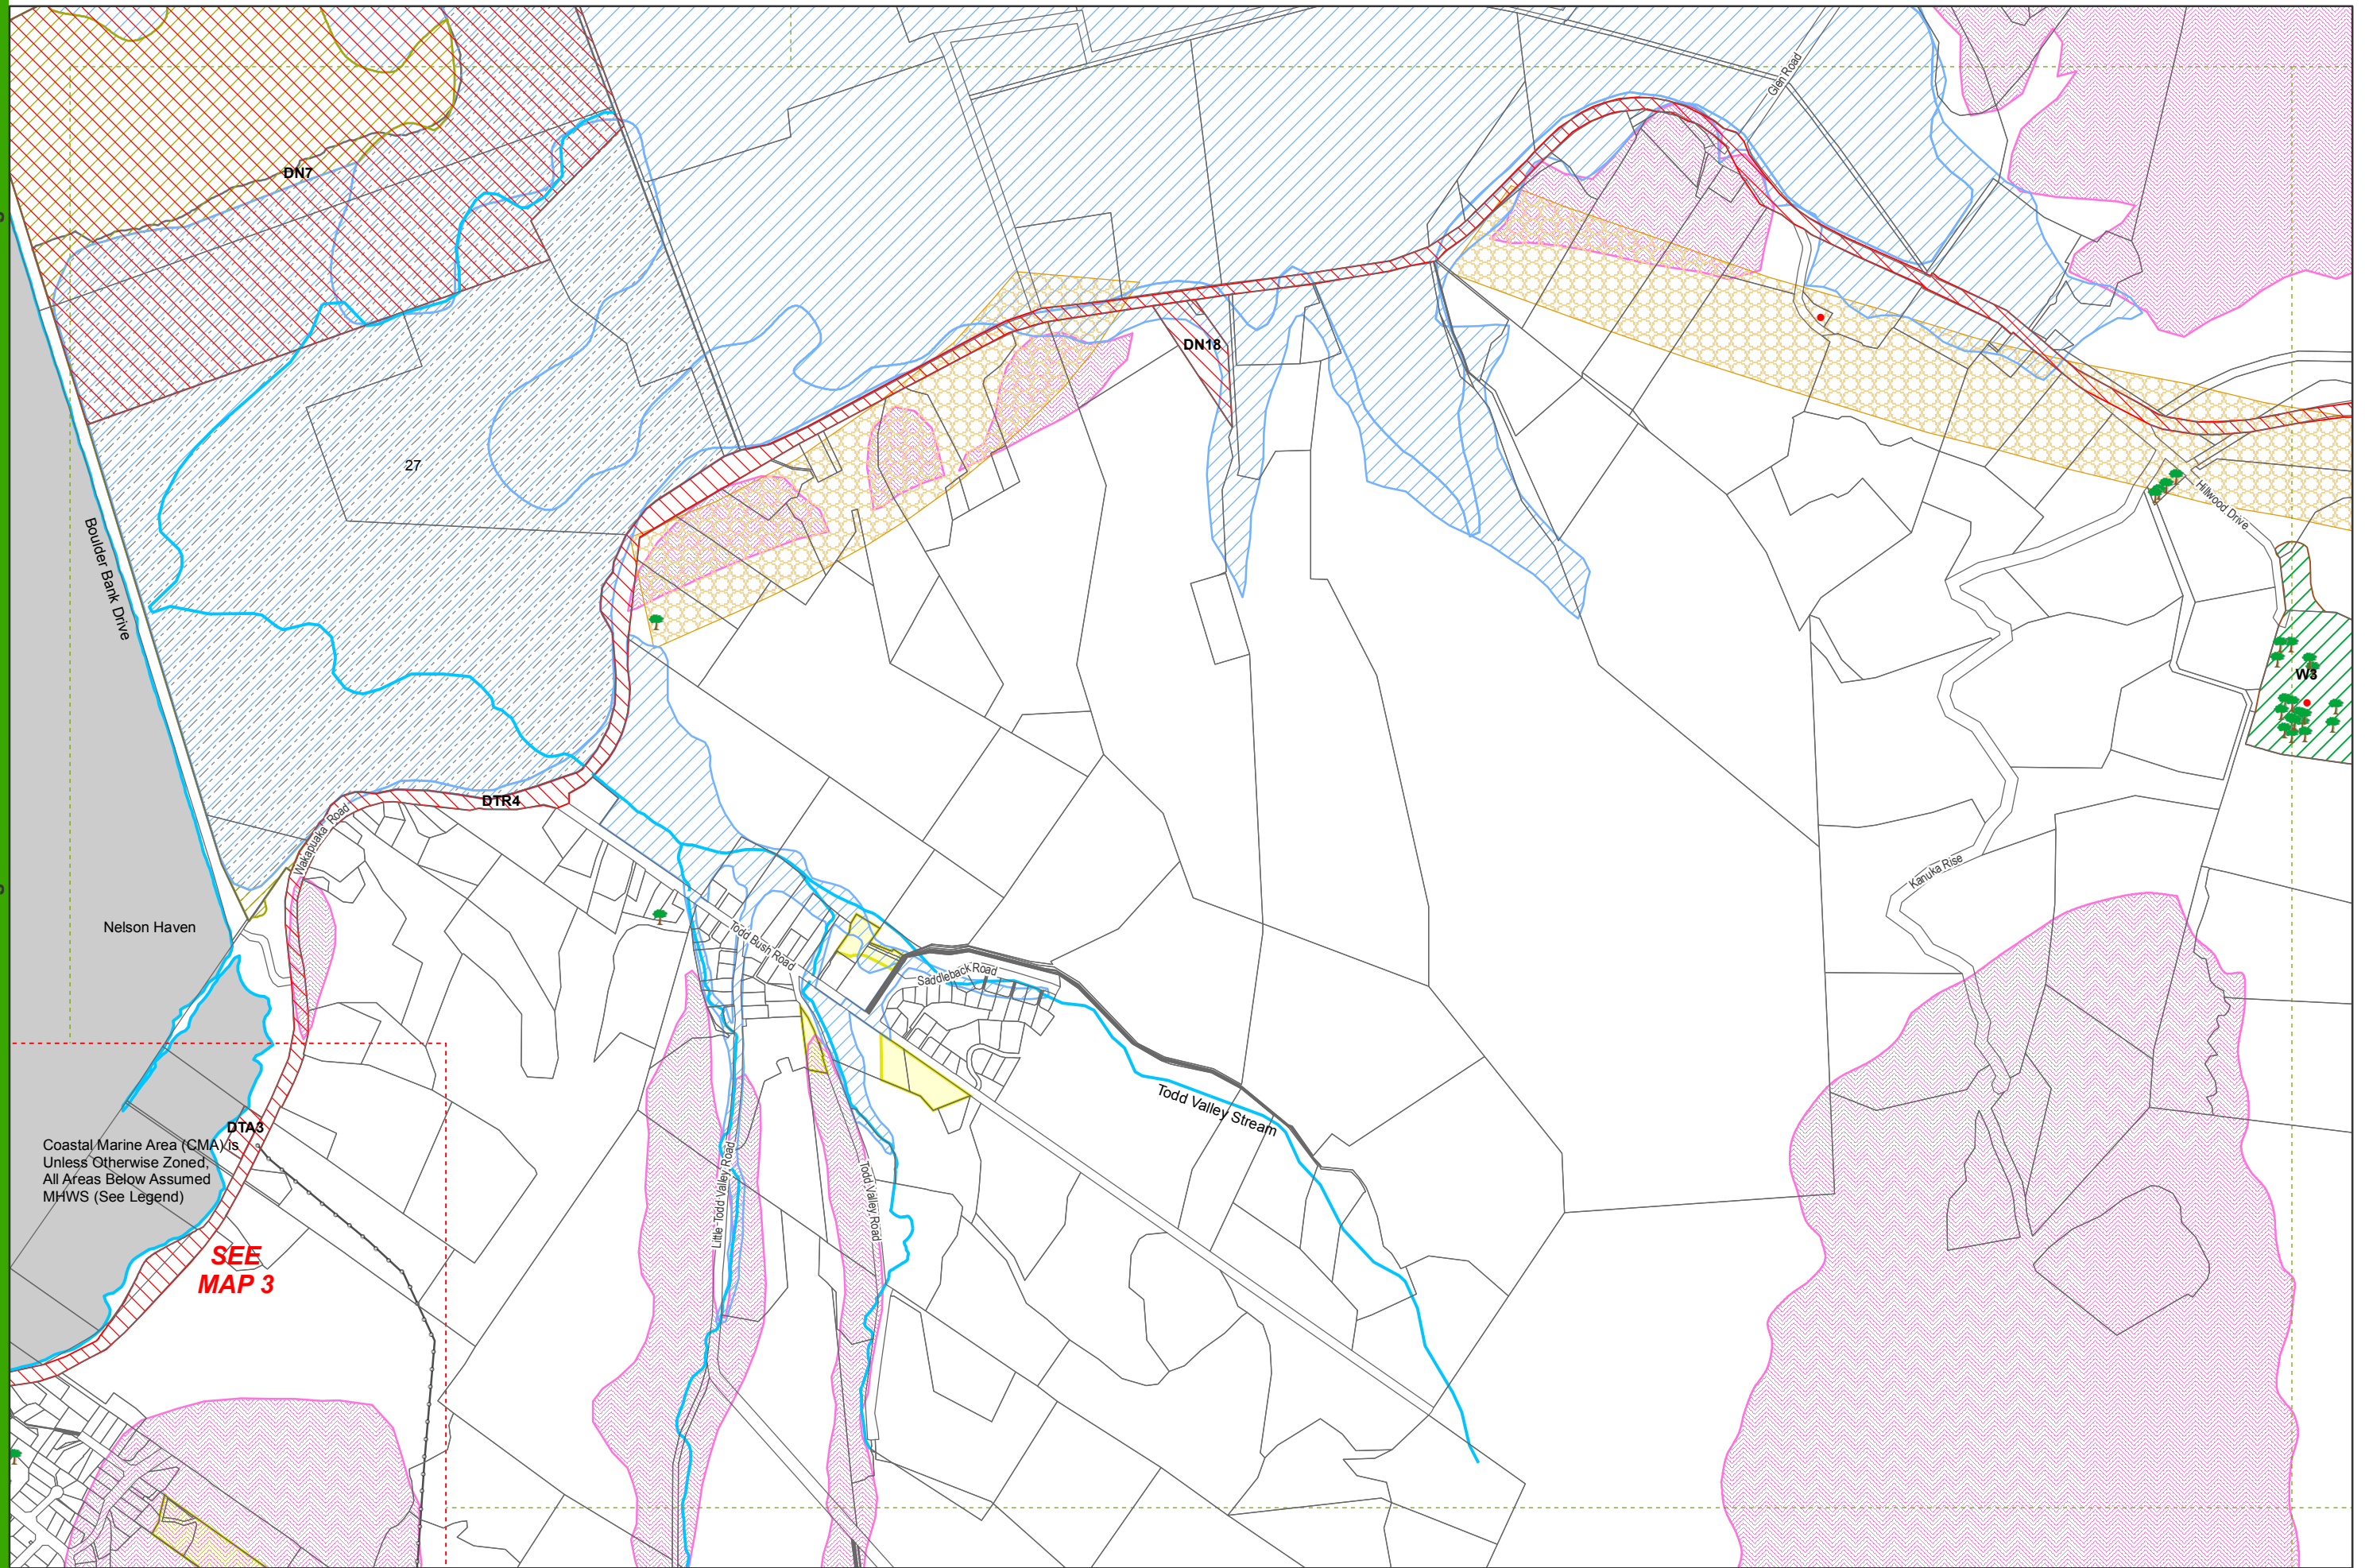 Glen Road
DN7
DN18
27
Hillwood Drive
Boulder Bank Drive
W3
DTR4
Wakapuaka Road
Kanuka Rise
Nelson Haven
Todd Bush Road
Saddleback Road
Todd Valley Stream
DTA3
Coastal Marine Area (CMA) is
Unless Otherwise Zoned,
All Areas Below Assumed
MHWS (See Legend)
Little Todd Valley Road
Todd Valley Road
SEE
MAP 3